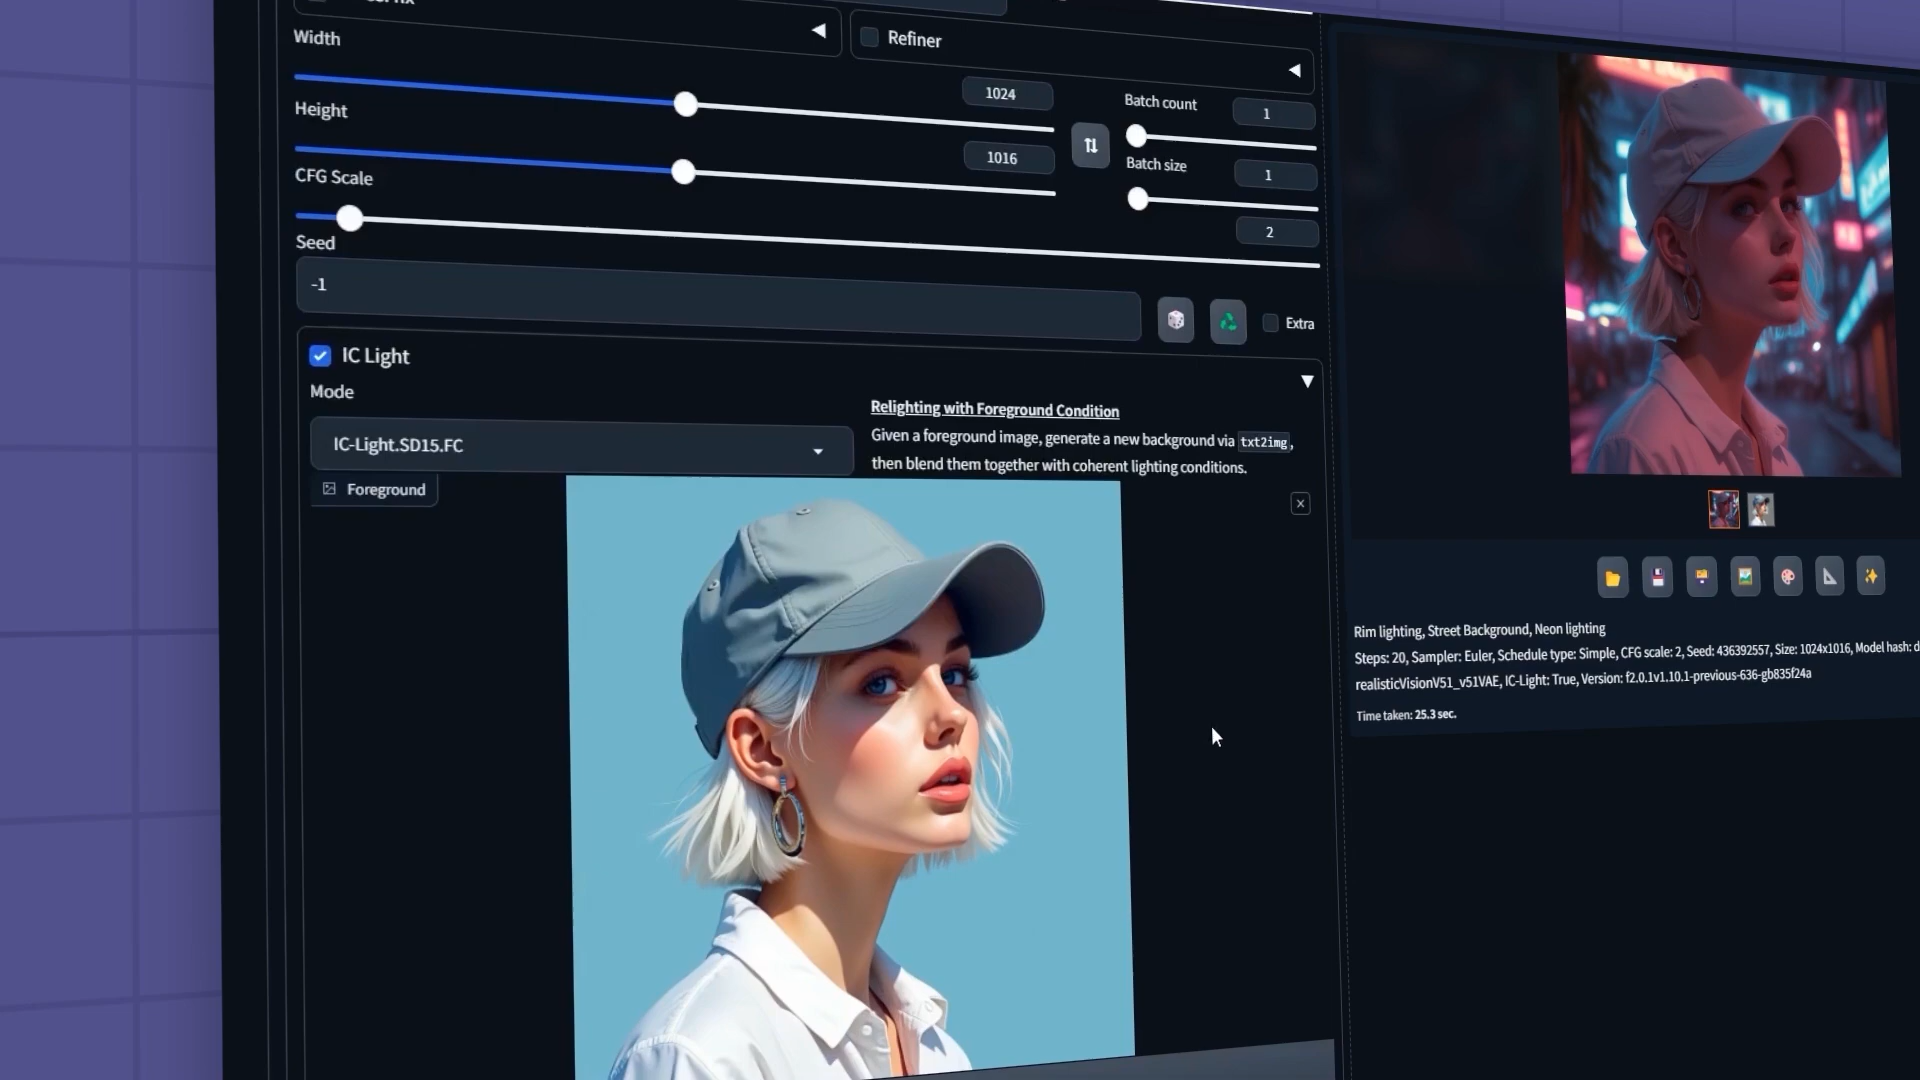 Width
1024
Refiner
Height
1016
Batch count
1
Batch size
1
CFG Scale
2
Seed
-1
Extra
IC Light
Mode
IC-Light.SD15.FC
Relighting with Foreground Condition
Given a foreground image, generate a new background via txt2img,
then blend them together with coherent lighting conditions.
Foreground
Rim lighting, Street Background, Neon lighting
Steps: 20, Sampler: Euler, Schedule type: Simple, CFG scale: 2, Seed: 436392557, Size: 1024x1016, Model hash: d
realisticVisionV51_v51VAE, IC-Light: True, Version: f2.0.1v1.10.1-previous-636-gb835f24a
Time taken: 25.3 sec.